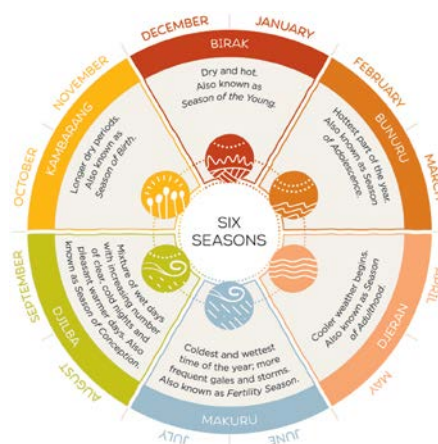 DECEMBER
JANUARY
BIRAK
Dry and hot.
Also known as
Season of the Young.
FEBRUARY
MARCH
BUNURU
Hottest part of the year.
Also known as Season
of Adolescence.
APRIL
MAY
DJERAN
Cooler weather begins.
Also known as Season
of Adulthood.
JUNE
JULY
MAKURU
Coldest and wettest
time of the year; more
frequent gales and storms.
Also known as Fertility Season.
AUGUST
SEPTEMBER
DJILBA
Mixture of wet days
with increasing number
of clear, cold nights and
pleasant warmer days. Also
known as Season of Conception.
OCTOBER
NOVEMBER
KAMBARANG
Longer dry periods.
Also known as
Season of Birth.
SIX
SEASONS